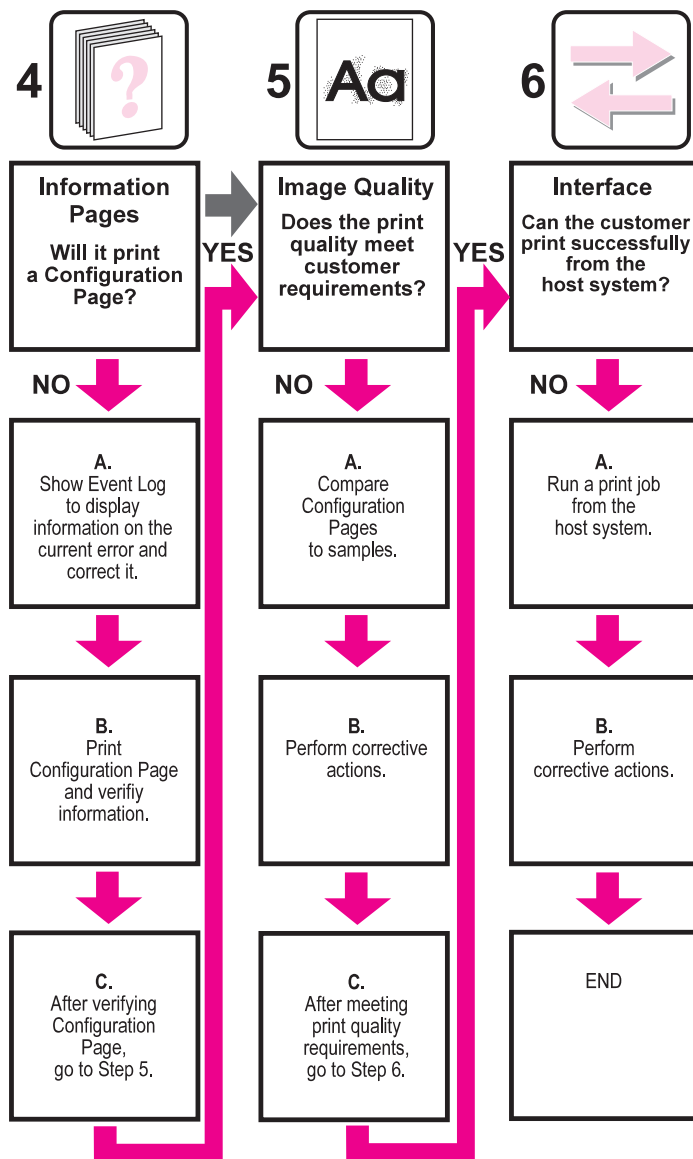 4
?
Information
Pages
Will it print
a Configuration
Page?
YES
NO
A.
Show Event Log
to display
information on the
current error and
correct it.
B.
Print
Configuration Page
and verifiy
information.
C.
After verifying
Configuration
Page,
go to Step 5.
5
Aa
Image Quality
Does the print
quality meet
customer
requirements?
YES
NO
A.
Compare
Configuration
Pages
to samples.
B.
Perform corrective
actions.
C.
After meeting
print quality
requirements,
go to Step 6.
6
Interface
Can the customer
print successfully
from the
host system?
NO
A.
Run a print job
from the
host system.
B.
Perform
corrective actions.
END